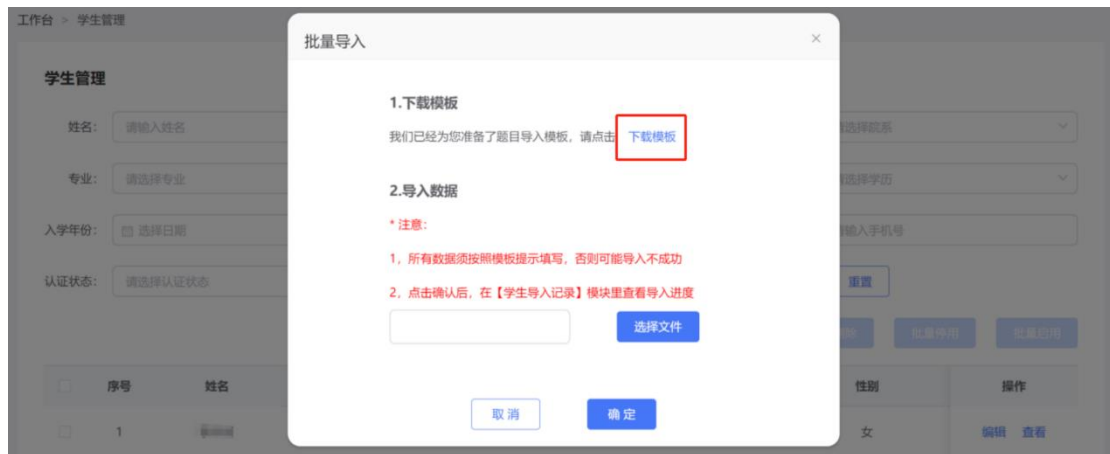 工作台 > 学生管理
批量导入
学生管理
1.下载模板
姓名: 请输入姓名
我们已经为您准备了题目导入模板，请点击 下载模板
选择院系
专业: 请选择专业
2.导入数据
选择学历
* 注意:
入学年份: 选择日期
输入手机号
1，所有数据须按照模板提示填写，否则可能导入不成功
认证状态: 请选择认证状态
重置
2，点击确认后，在【学生导入记录】模块里查看导入进度
选择文件
批量停用 批量启用
序号 姓名 性别 操作
取 消 确 定
1 女 编辑 查看